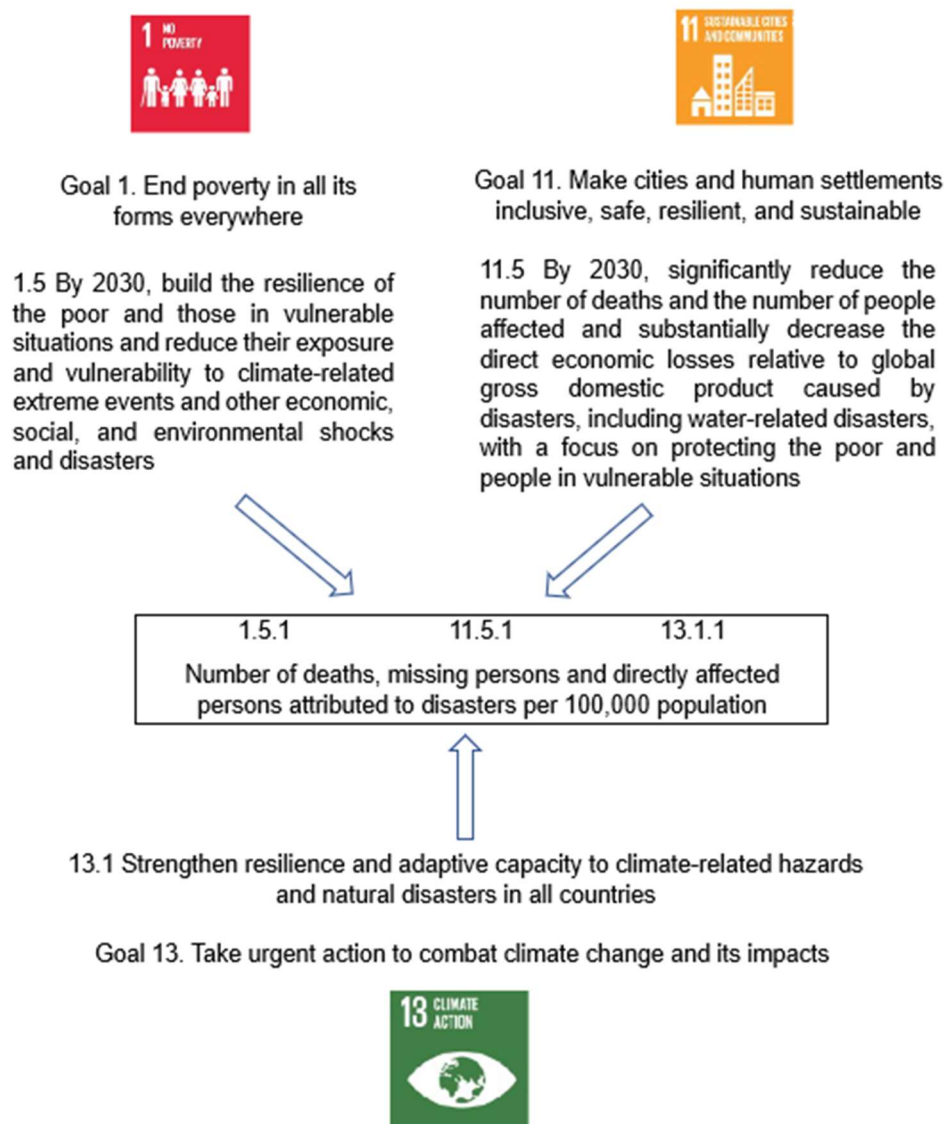 1 NO
POVERTY
Goal 1. End poverty in all its
forms everywhere
1.5 By 2030, build the resilience of
the poor and those in vulnerable
situations and reduce their exposure
and vulnerability to climate-related
extreme events and other economic,
social, and environmental shocks
and disasters
11 SUSTAINABLE CITIES
AND COMMUNITIES
Goal 11. Make cities and human settlements
inclusive, safe, resilient, and sustainable
11.5 By 2030, significantly reduce the
number of deaths and the number of people
affected and substantially decrease the
direct economic losses relative to global
gross domestic product caused by
disasters, including water-related disasters,
with a focus on protecting the poor and
people in vulnerable situations
1.5.1 11.5.1 13.1.1
Number of deaths, missing persons and directly affected
persons attributed to disasters per 100,000 population
13.1 Strengthen resilience and adaptive capacity to climate-related hazards
and natural disasters in all countries
Goal 13. Take urgent action to combat climate change and its impacts
13 CLIMATE
ACTION